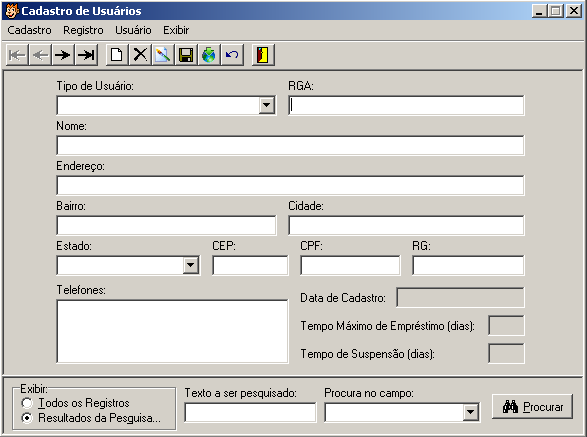 Cadastro de Usuários
Cadastro Registro Usuário Exibir
Tipo de Usuário: RGA:
Nome:
Endereço:
Bairro: Cidade:
Estado: CEP: CPF: RG:
Telefones: Data de Cadastro:
Tempo Máximo de Empréstimo (dias):
Tempo de Suspensão (dias):
Exibir: Texto a ser pesquisado: Procura no campo:
Todos os Registros
Resultados da Pesguisa... Procurar